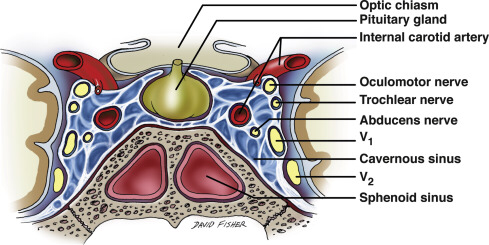 Optic chiasm
Pituitary gland
Internal carotid artery
Oculomotor nerve
Trochlear nerve
Abducens nerve
V1
Cavernous sinus
V2
Sphenoid sinus
DAVID FISHER